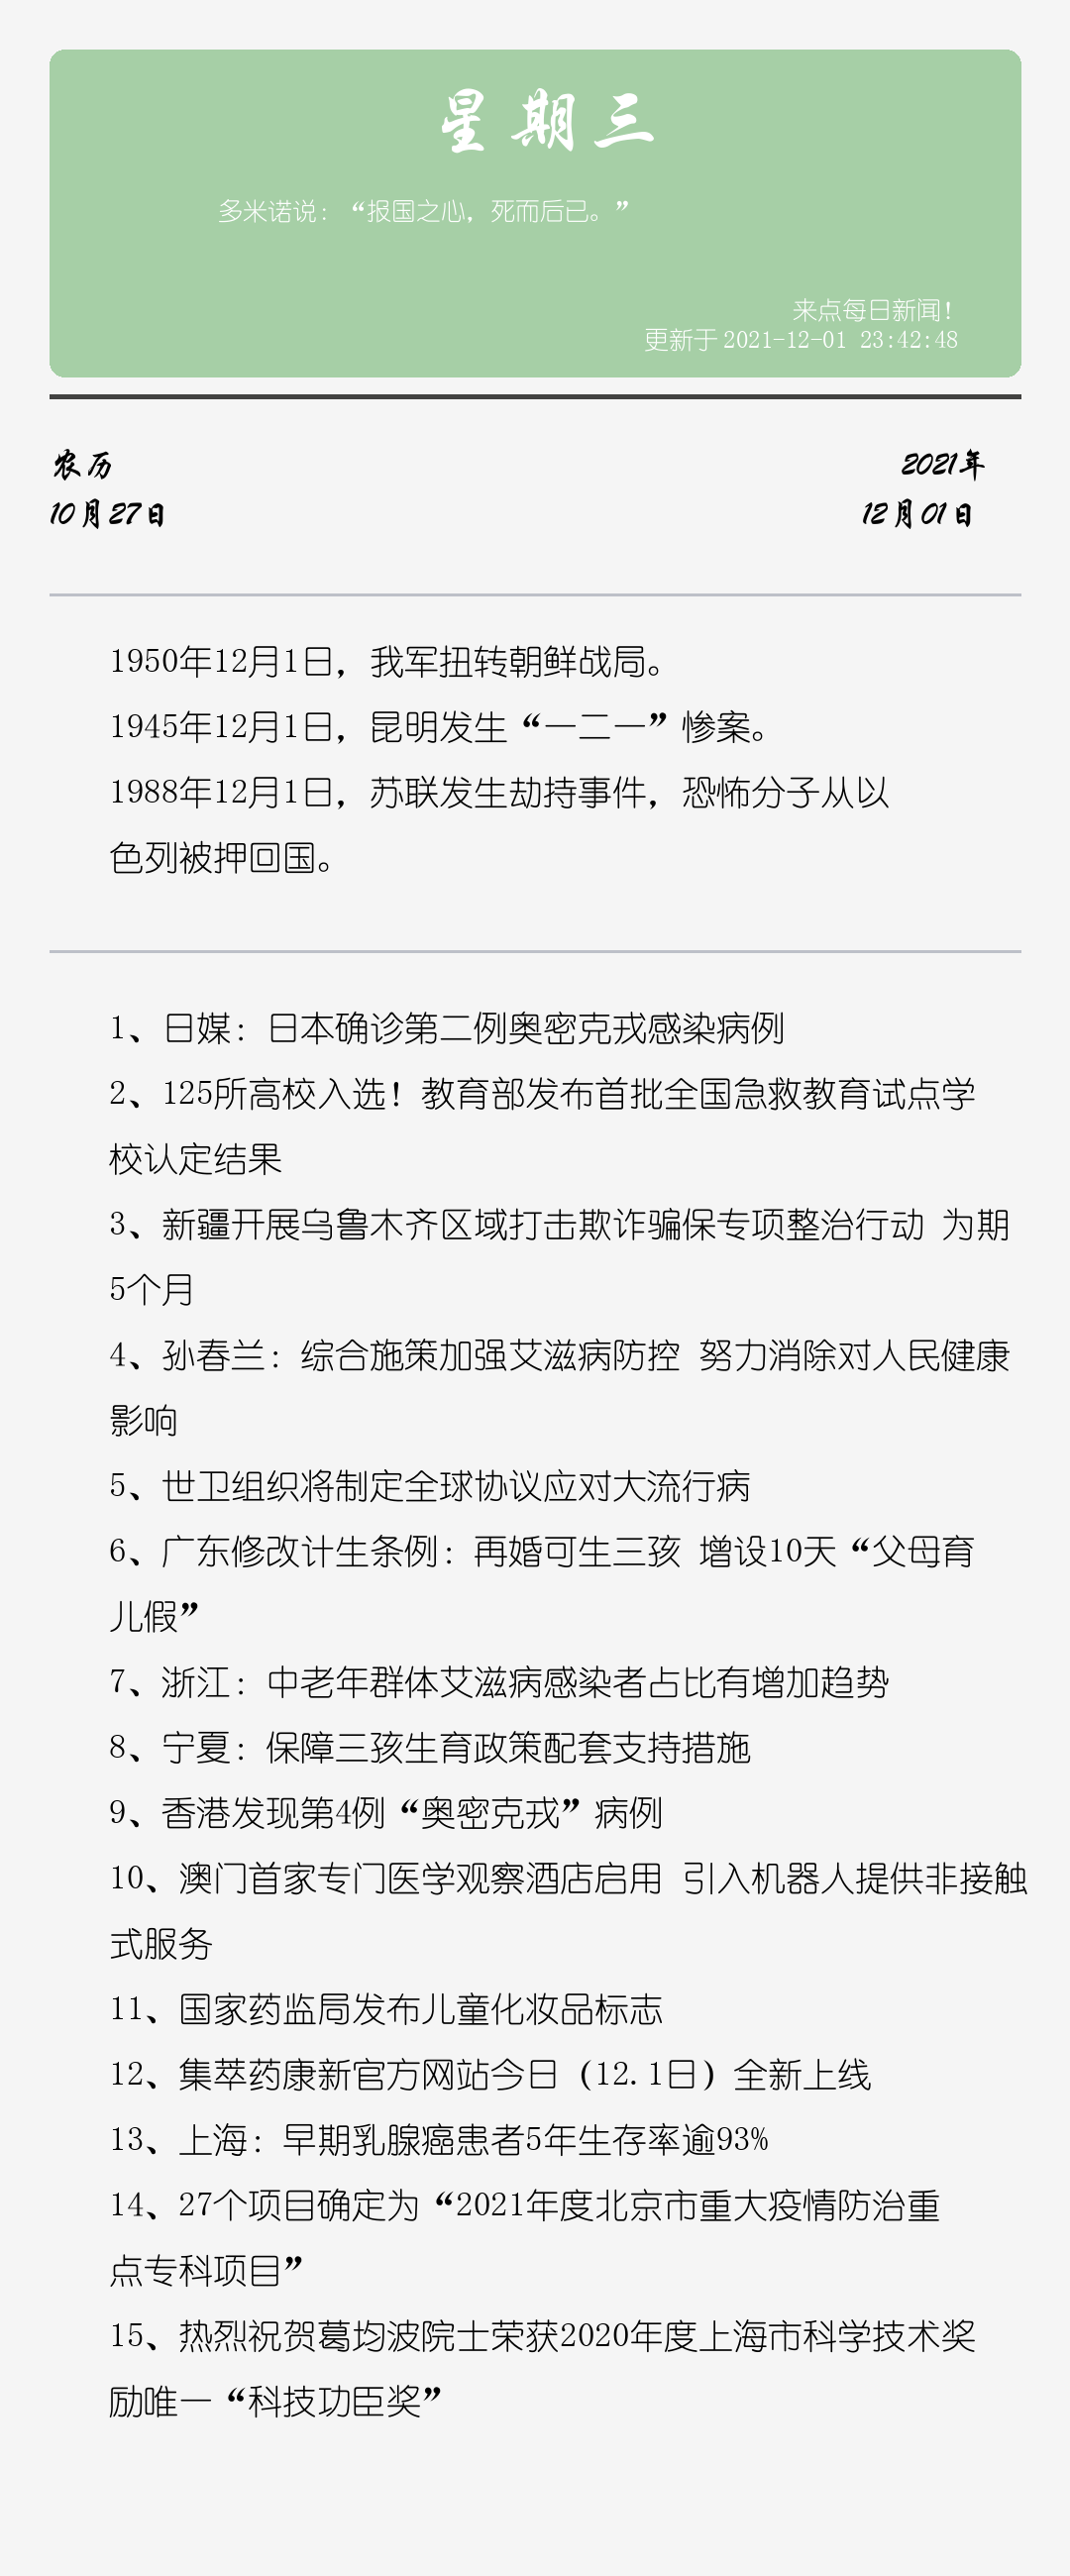 星期三
多米诺说：“报国之心，死而后已。”
来点每日新闻！
更新于 2021-12-01 23:42:48
农历
10月27日
2021年
12月01日
1950年12月1日，我军扭转朝鲜战局。
1945年12月1日，昆明发生“一二一”惨案。
1988年12月1日，苏联发生劫持事件，恐怖分子从以
色列被押回国。
1、日媒：日本确诊第二例奥密克戎感染病例
2、125所高校入选！教育部发布首批全国急救教育试点学
校认定结果
3、新疆开展乌鲁木齐区域打击欺诈骗保专项整治行动 为期
5个月
4、孙春兰：综合施策加强艾滋病防控 努力消除对人民健康
影响
5、世卫组织将制定全球协议应对大流行病
6、广东修改计生条例：再婚可生三孩 增设10天“父母育
儿假”
7、浙江：中老年群体艾滋病感染者占比有增加趋势
8、宁夏：保障三孩生育政策配套支持措施
9、香港发现第4例“奥密克戎”病例
10、澳门首家专门医学观察酒店启用 引入机器人提供非接触
式服务
11、国家药监局发布儿童化妆品标志
12、集萃药康新官方网站今日（12.1日）全新上线
13、上海：早期乳腺癌患者5年生存率逾93%
14、27个项目确定为“2021年度北京市重大疫情防治重
点专科项目”
15、热烈祝贺葛均波院士荣获2020年度上海市科学技术奖
励唯一“科技功臣奖”